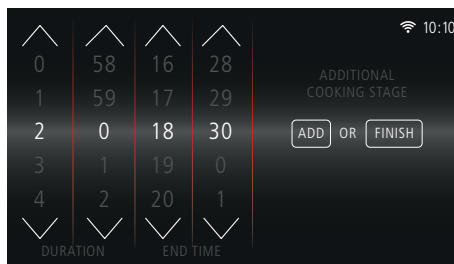 10:10
0 58 16 28
1 59 17 29
2 0 18 30
3 1 19 0
4 2 20 1
DURATION END TIME
ADDITIONAL
COOKING STAGE
ADD OR FINISH